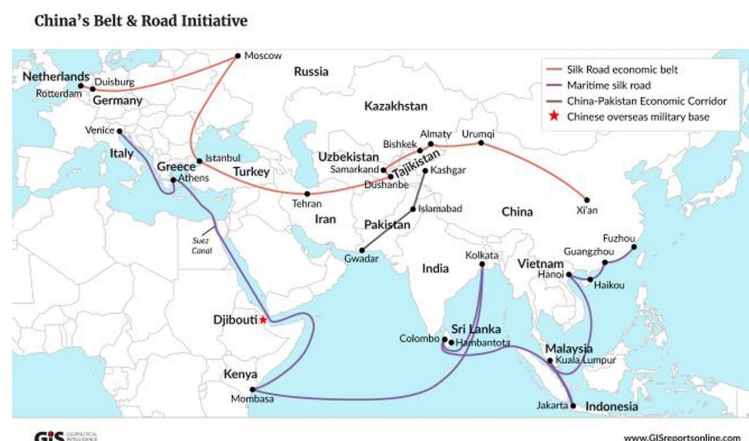 China's Belt & Road Initiative
Moscow
Netherlands
Duisburg
Rotterdam
Germany
Russia
Silk Road economic belt
Maritime silk road
China-Pakistan Economic Corridor
Chinese overseas military base
Kazakhstan
Venice
Italy
Almaty
Urumqi
Bishkek
Istanbul
Greece
Athens
Turkey
Uzbekistan
Samarkand
Tajikistan
Dushanbe
Kashgar
Tehran
Iran
Xi'an
China
Islamabad
Pakistan
Suez
Canal
Gwadar
Fuzhou
Guangzhou
Kolkata
Vietnam
Hanoi
India
Haikou
Djibouti
Colombo
Sri Lanka
Hambantota
Malaysia
Kuala Lumpur
Kenya
Mombasa
Jakarta
Indonesia
GIS
GEOPOLITICAL
INTELLIGENCE
www.GISreportsonline.com